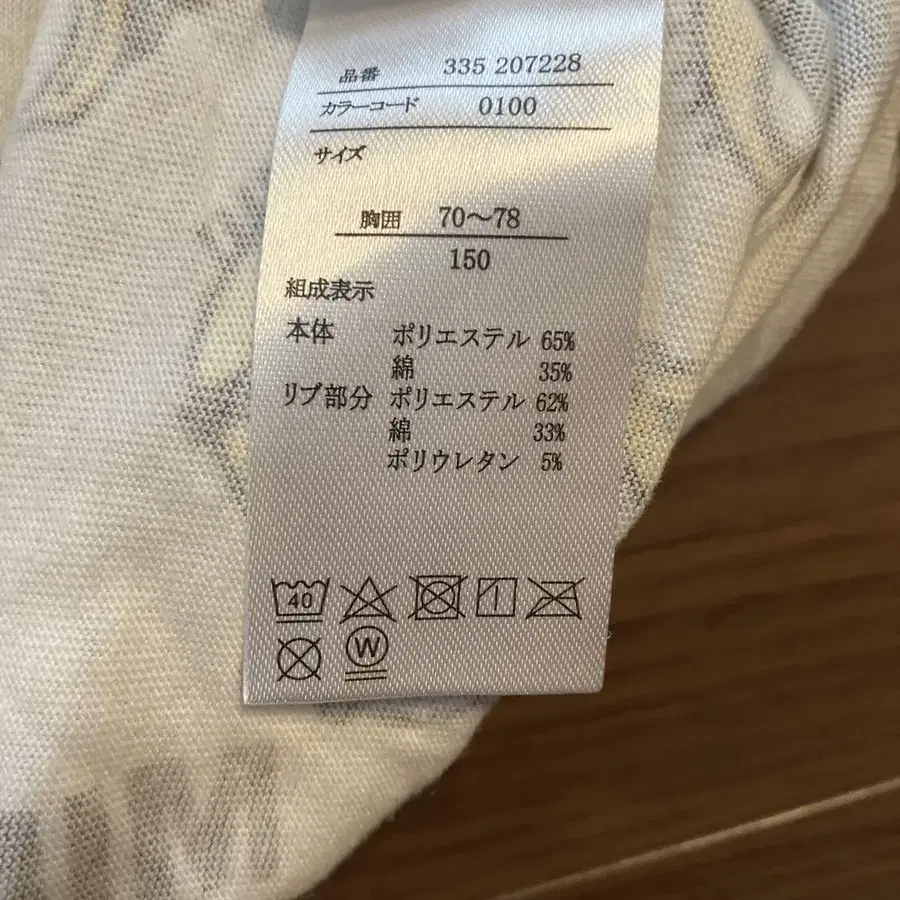 品番 335 207228
カラーコード 0100
サイズ
胸囲 70～78
150
組成表示
本体 ポリエステル 65%
綿 35%
リブ部分 ポリエステル 62%
綿 33%
ポリウレタン 5%
40
W